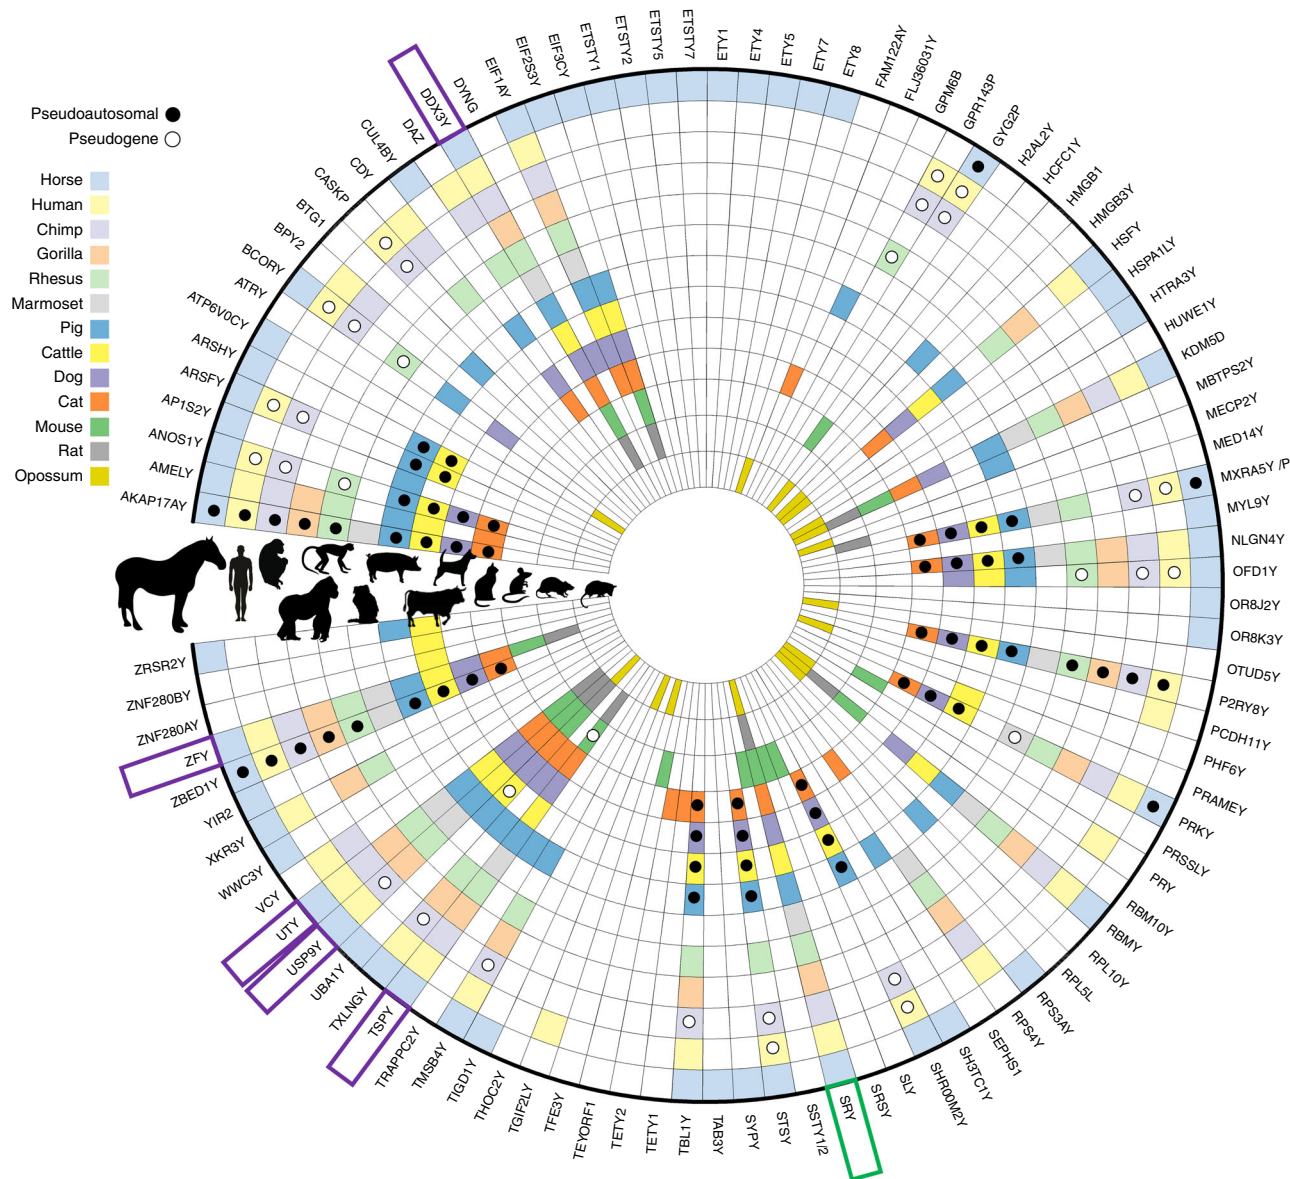 Pseudoautosomal
Pseudogene
Horse
Human
Chimp
Gorilla
Rhesus
Marmoset
Pig
Cattle
Dog
Cat
Mouse
Rat
Opossum
AKAP17AY
AMELY
ANOS1Y
AP1S2Y
ARSFY
ARSHY
ATP6V0CY
ATRY
BCORY
BPY2
BTG1
CASKP
CDY
CUL4BY
DAZ
DDX3Y
DYNG
EIF1AY
EIF2S3Y
EIF3CY
ETSTY1
ETSTY2
ETSTY5
ETSTY7
ETY1
ETY4
ETY5
ETY7
ETY8
FAM122AY
FLJ36031Y
GPM6B
GPR143P
GYG2P
H2AL2Y
HCFC1Y
HMGB1
HMGB3Y
HSFY
HSPA1LY
HTRA3Y
HUWE1Y
KDM5D
MBTPS2Y
MECP2Y
MED14Y
MXRA5Y /P
MYL9Y
NLGN4Y
OFD1Y
OR8J2Y
OR8K3Y
OTUD5Y
P2RY8Y
PCDH11Y
PHF6Y
PRAMEY
PRKY
PRSSLY
PRY
RBM10Y
RBMY
RPL10Y
RPL5L
RPS3AY
RPS4Y
SEPHS1
SH3TC1Y
SHR00M2Y
SLY
SRSY
SRY
SSTY1/2
STSY
SYPY
TAB3Y
TBL1Y
TETY1
TETY2
TEYORF1
TFE3Y
TGIF2LY
THOC2Y
TIGD1Y
TMSB4Y
TRAPPC2Y
TSPY
TXLNGY
UBA1Y
USP9Y
UTY
VCY
WWC3Y
XKR3Y
YIR2
ZBED1Y
ZFY
ZNF280AY
ZNF280BY
ZRSR2Y